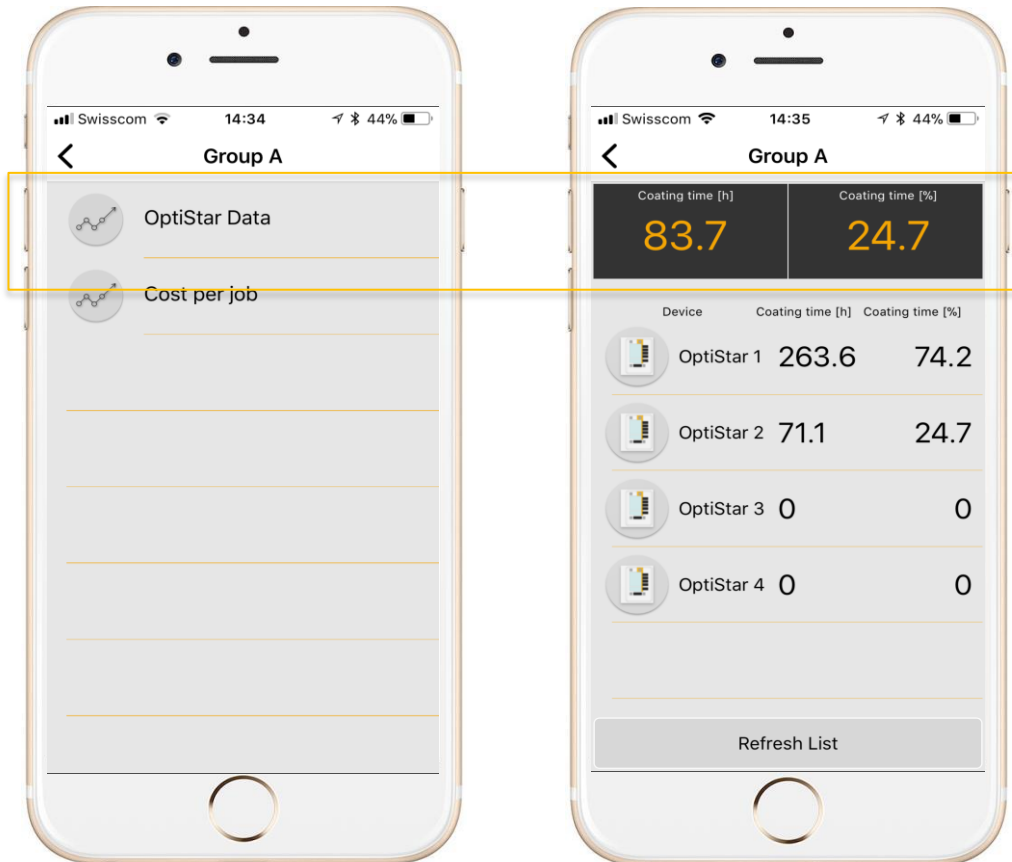 Swisscom 14:34 44%
Group A
OptiStar Data
Cost per job
Swisscom 14:35 44%
Group A
Coating time [h] Coating time [%]
83.7 24.7
Device Coating time [h] Coating time [%]
OptiStar 1 263.6 74.2
OptiStar 2 71.1 24.7
OptiStar 3 0 0
OptiStar 4 0 0
Refresh List